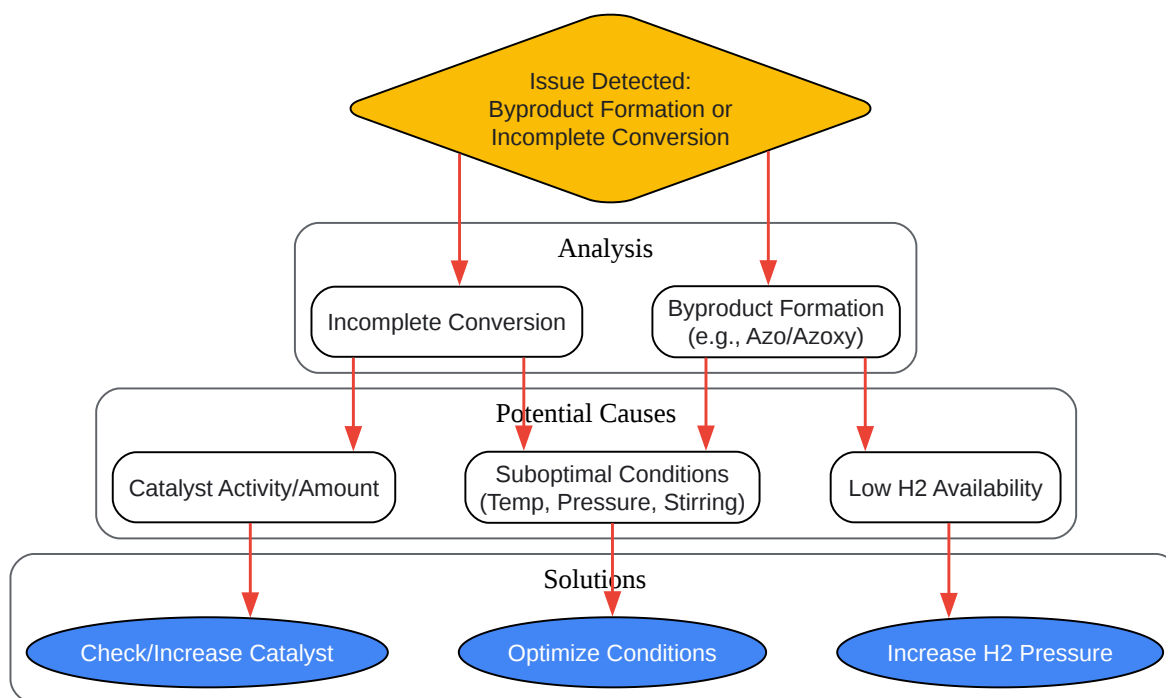 Issue Detected:
Byproduct Formation or
Incomplete Conversion
Analysis
Incomplete Conversion
Byproduct Formation
(e.g., Azo/Azoxy)
Potential Causes
Catalyst Activity/Amount
Suboptimal Conditions
(Temp, Pressure, Stirring)
Low H2 Availability
Solutions
Check/Increase Catalyst
Optimize Conditions
Increase H2 Pressure